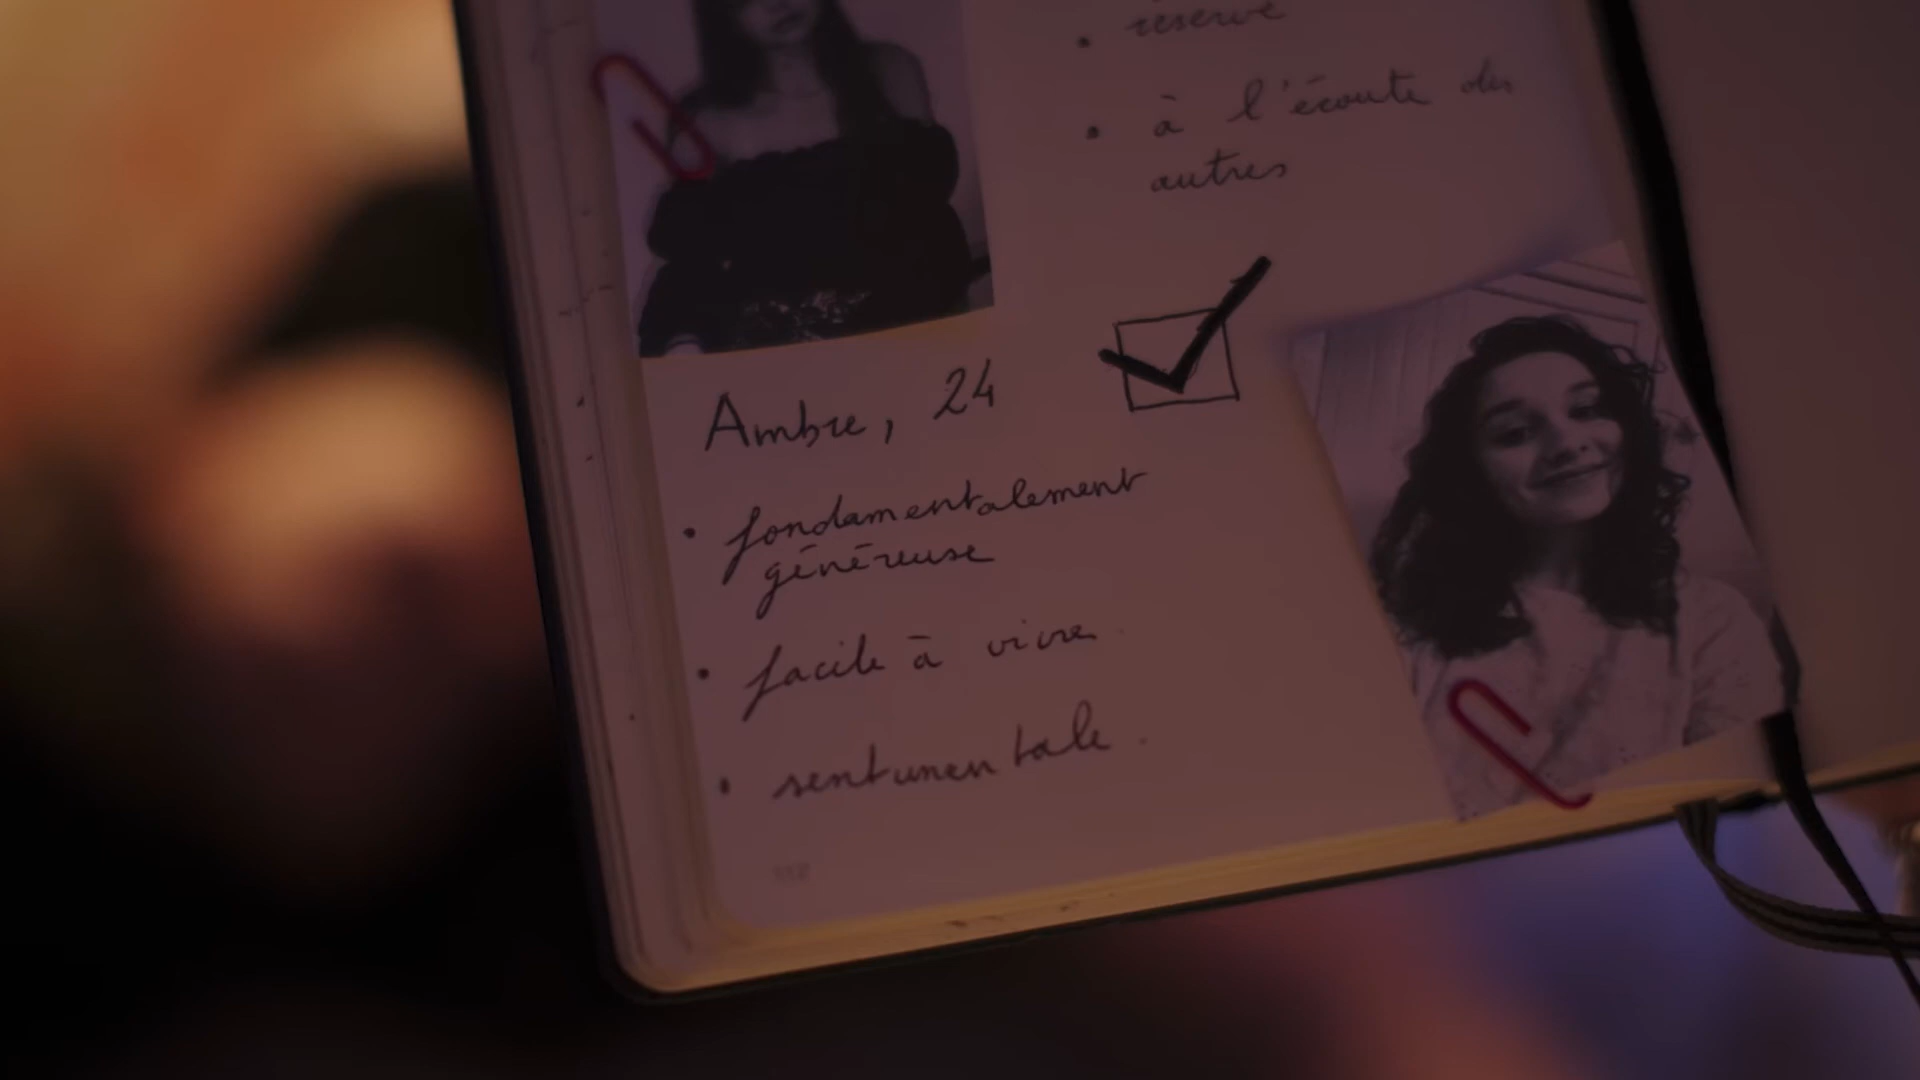 réservé
à l'écoute des
autres
Ambre, 24
fondamentalement
généreuse
facile à vivre
sentimentale.